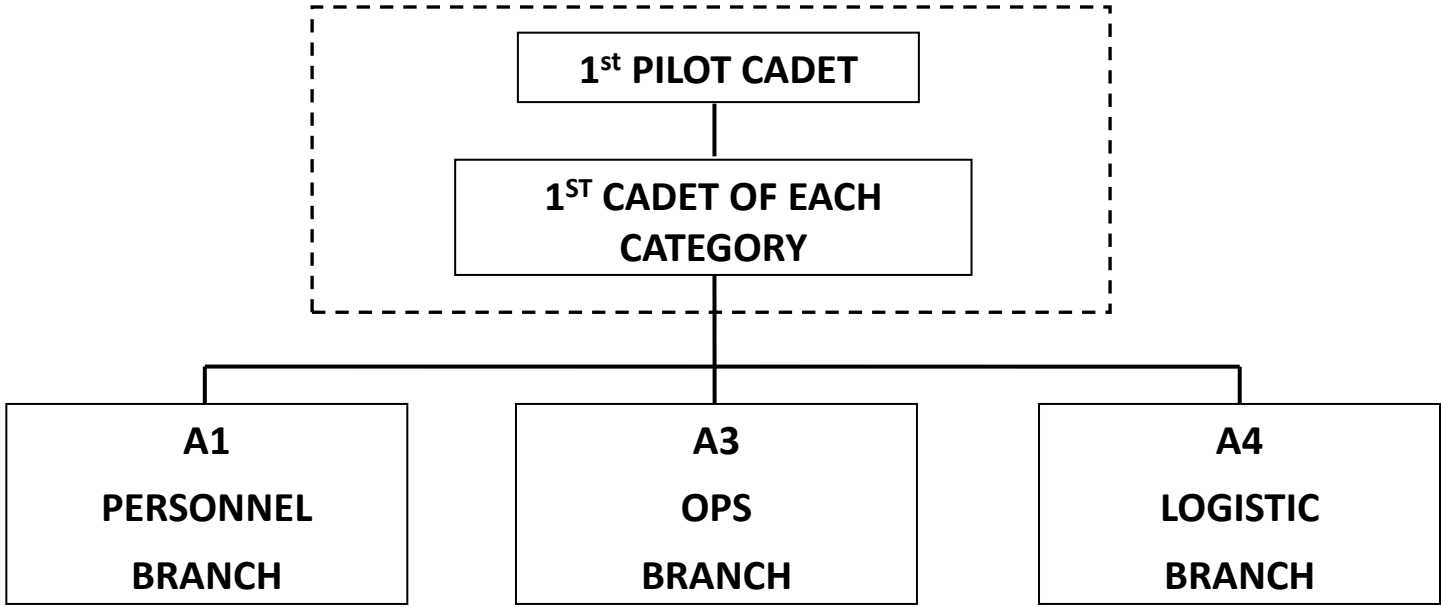 1st PILOT CADET
1ST CADET OF EACH
CATEGORY
A1
PERSONNEL
BRANCH
A3
OPS
BRANCH
A4
LOGISTIC
BRANCH